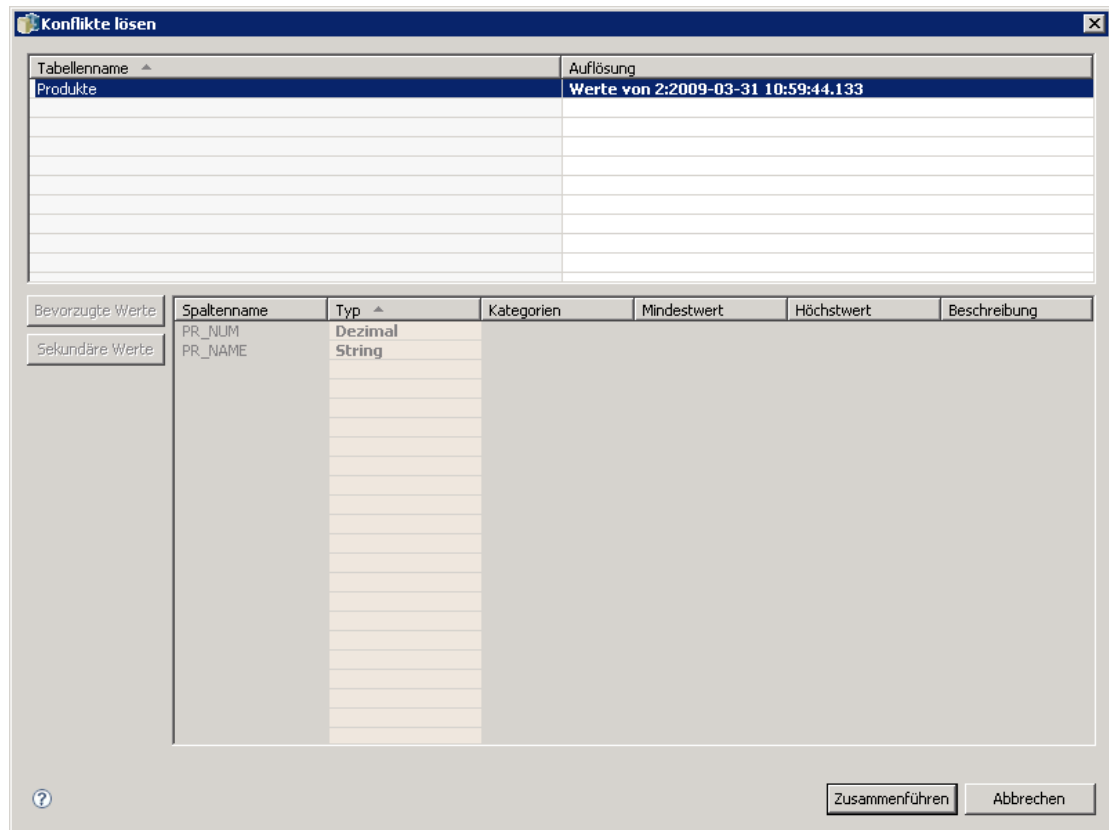 Konflikte lösen
Tabellenname Auflösung
Produkte Werte von 2:2009-03-31 10:59:44.133
Bevorzugte Werte Spaltenname Typ Kategorien Mindestwert Höchstwert Beschreibung
PR_NUM Dezimal
Sekundäre Werte PR_NAME String
? Zusammenführen Abbrechen